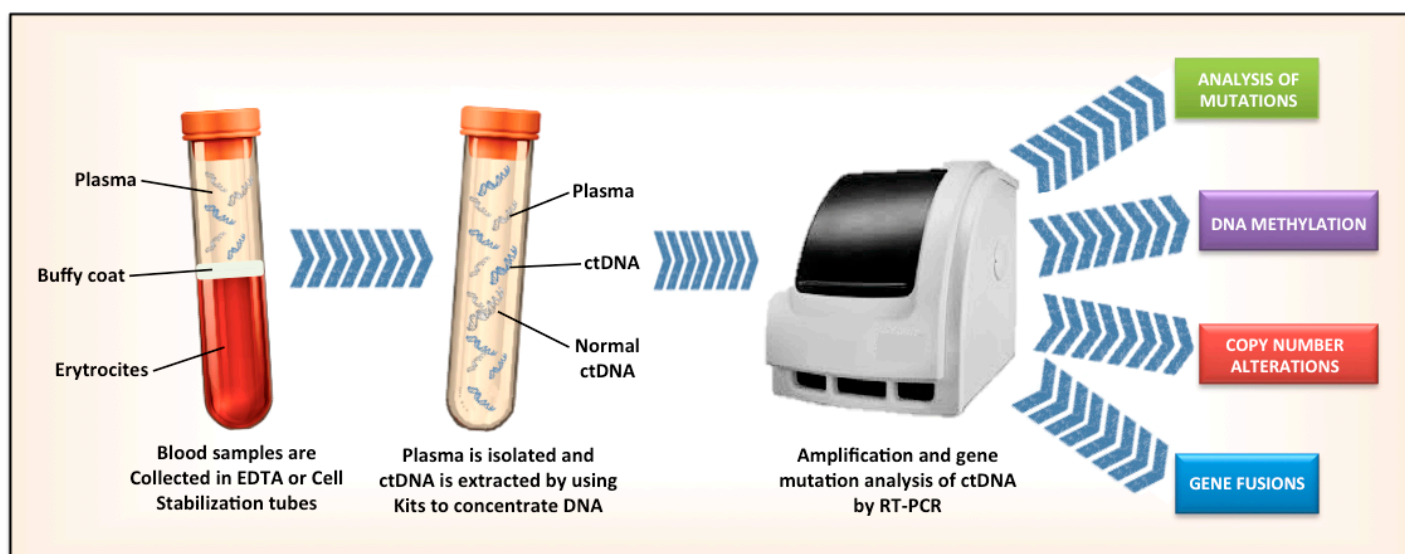 Plasma
Buffy coat
Erytrocites
Blood samples are
Collected in EDTA or Cell
Stabilization tubes
Plasma
ctDNA
Normal
ctDNA
Plasma is isolated and
ctDNA is extracted by using
Kits to concentrate DNA
Amplification and gene
mutation analysis of ctDNA
by RT-PCR
ANALYSIS OF
MUTATIONS
DNA METHYLATION
COPY NUMBER
ALTERATIONS
GENE FUSIONS